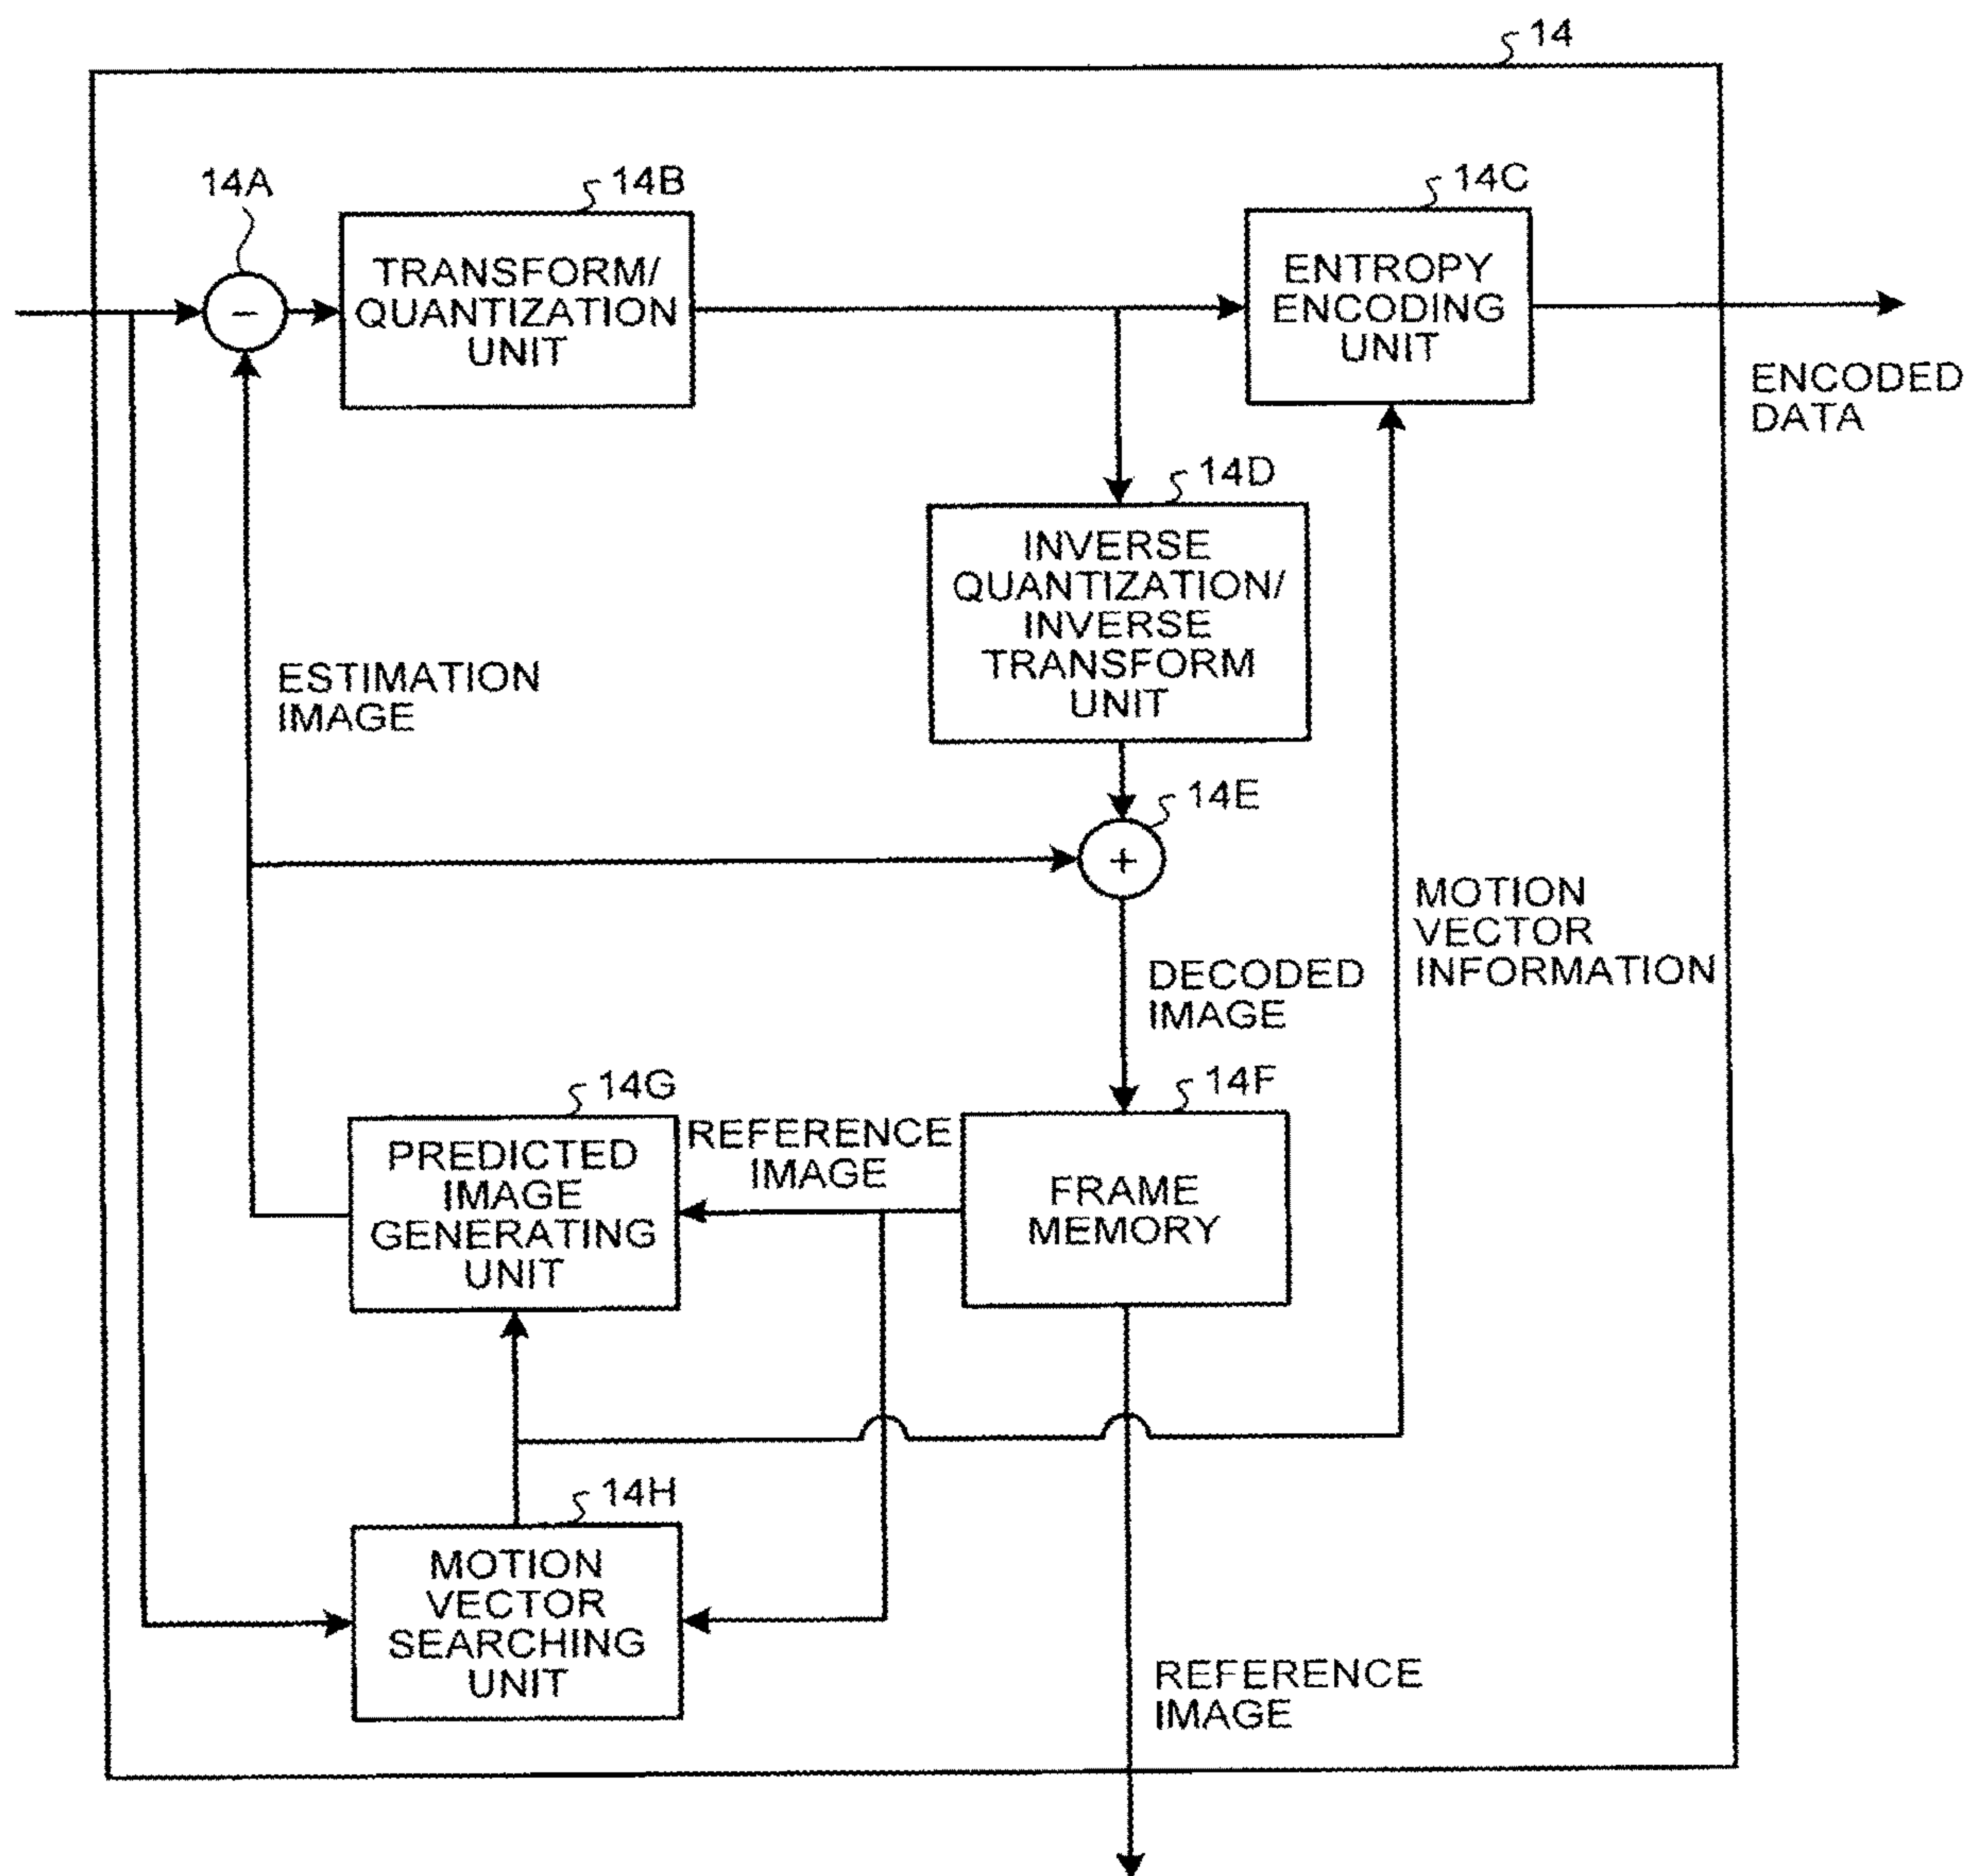 14
14A
14B
14C
TRANSFORM/
QUANTIZATION
UNIT
ENTROPY
ENCODING
UNIT
−
ENCODED
DATA
14D
INVERSE
QUANTIZATION/
INVERSE
TRANSFORM
UNIT
ESTIMATION
IMAGE
14E
+
MOTION
VECTOR
INFORMATION
DECODED
IMAGE
14G
14F
REFERENCE
IMAGE
PREDICTED
IMAGE
GENERATING
UNIT
FRAME
MEMORY
14H
MOTION
VECTOR
SEARCHING
UNIT
REFERENCE
IMAGE